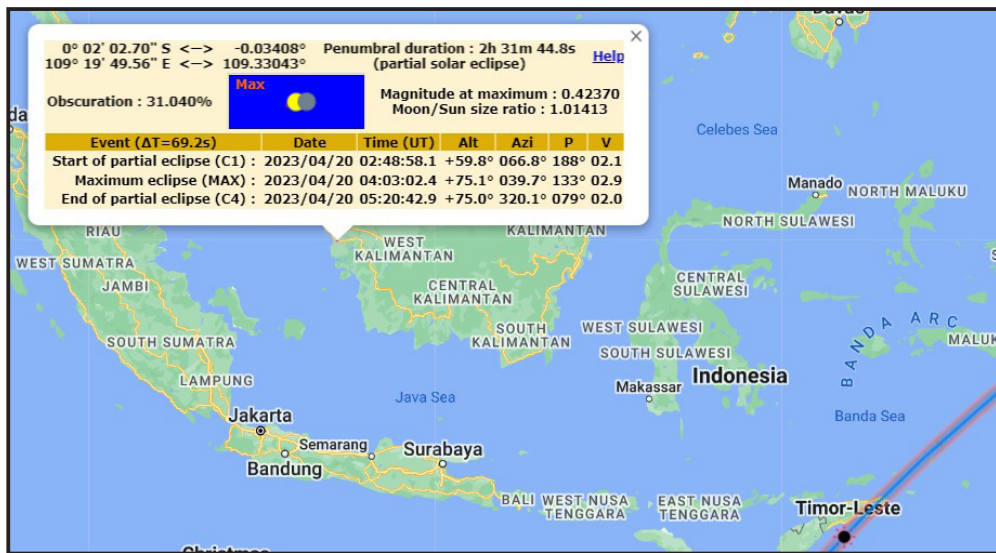 Davao
×
0° 02' 02.70" S <—> -0.03408°
109° 19' 49.56" E <—> 109.33043°
Penumbral duration : 2h 31m 44.8s
(partial solar eclipse)
Help
Obscuration : 31.040%
Max
Magnitude at maximum : 0.42370
Moon/Sun size ratio : 1.01413
Event (ΔT=69.2s) Date Time (UT) Alt Azi P V
Start of partial eclipse (C1) : 2023/04/20 02:48:58.1 +59.8° 066.8° 188° 02.1
Maximum eclipse (MAX) : 2023/04/20 04:03:02.4 +75.1° 039.7° 133° 02.9
End of partial eclipse (C4) : 2023/04/20 05:20:42.9 +75.0° 320.1° 079° 02.0
da
Celebes Sea
Manado
NORTH MALUKU
NORTH SULAWESI
RIAU
WEST
KALIMANTAN
KALIMANTAN
WEST SUMATRA
JAMBI
CENTRAL
KALIMANTAN
CENTRAL
SULAWESI
SOUTH SUMATRA
SOUTH
KALIMANTAN
WEST SULAWESI
SOUTH SULAWESI
BANDA ARC
MALUK
LAMPUNG
Makassar
Indonesia
Java Sea
Banda Sea
Jakarta
Semarang
Surabaya
Bandung
BALI
WEST NUSA
TENGGARA
EAST NUSA
TENGGARA
Timor-Leste
Christmas